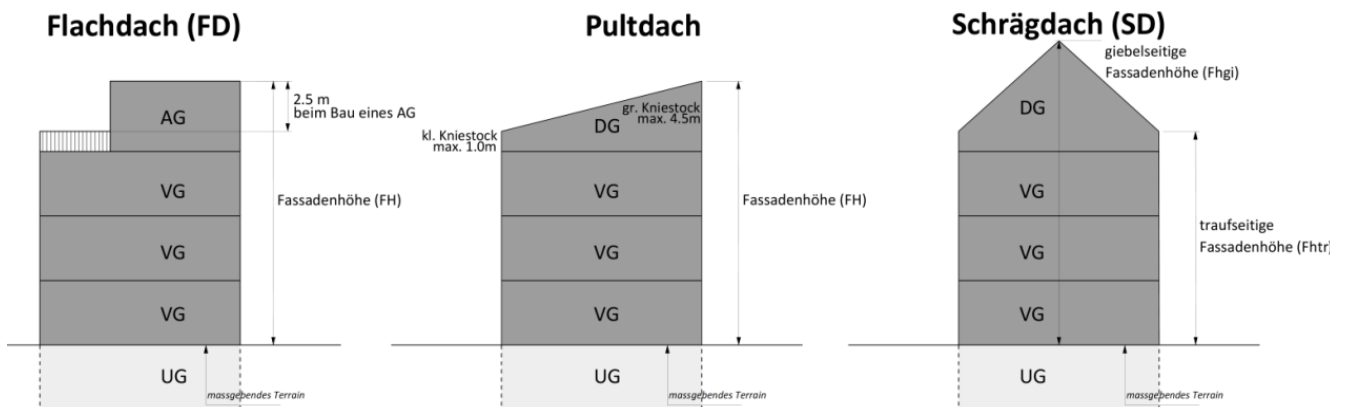 Flachdach (FD)
AG
2.5 m
beim Bau eines AG
VG
Fassadenhöhe (FH)
VG
VG
UG
massgebendes Terrain
Pultdach
gr. Kniestock
max. 4.5m
DG
kl. Kniestock
max. 1.0m
VG
Fassadenhöhe (FH)
VG
VG
UG
massgebendes Terrain
Schrägdach (SD)
giebelseitige
Fassadenhöhe (Fhgi)
DG
VG
traufseitige
Fassadenhöhe (Fhtr)
VG
VG
UG
massgebendes Terrain